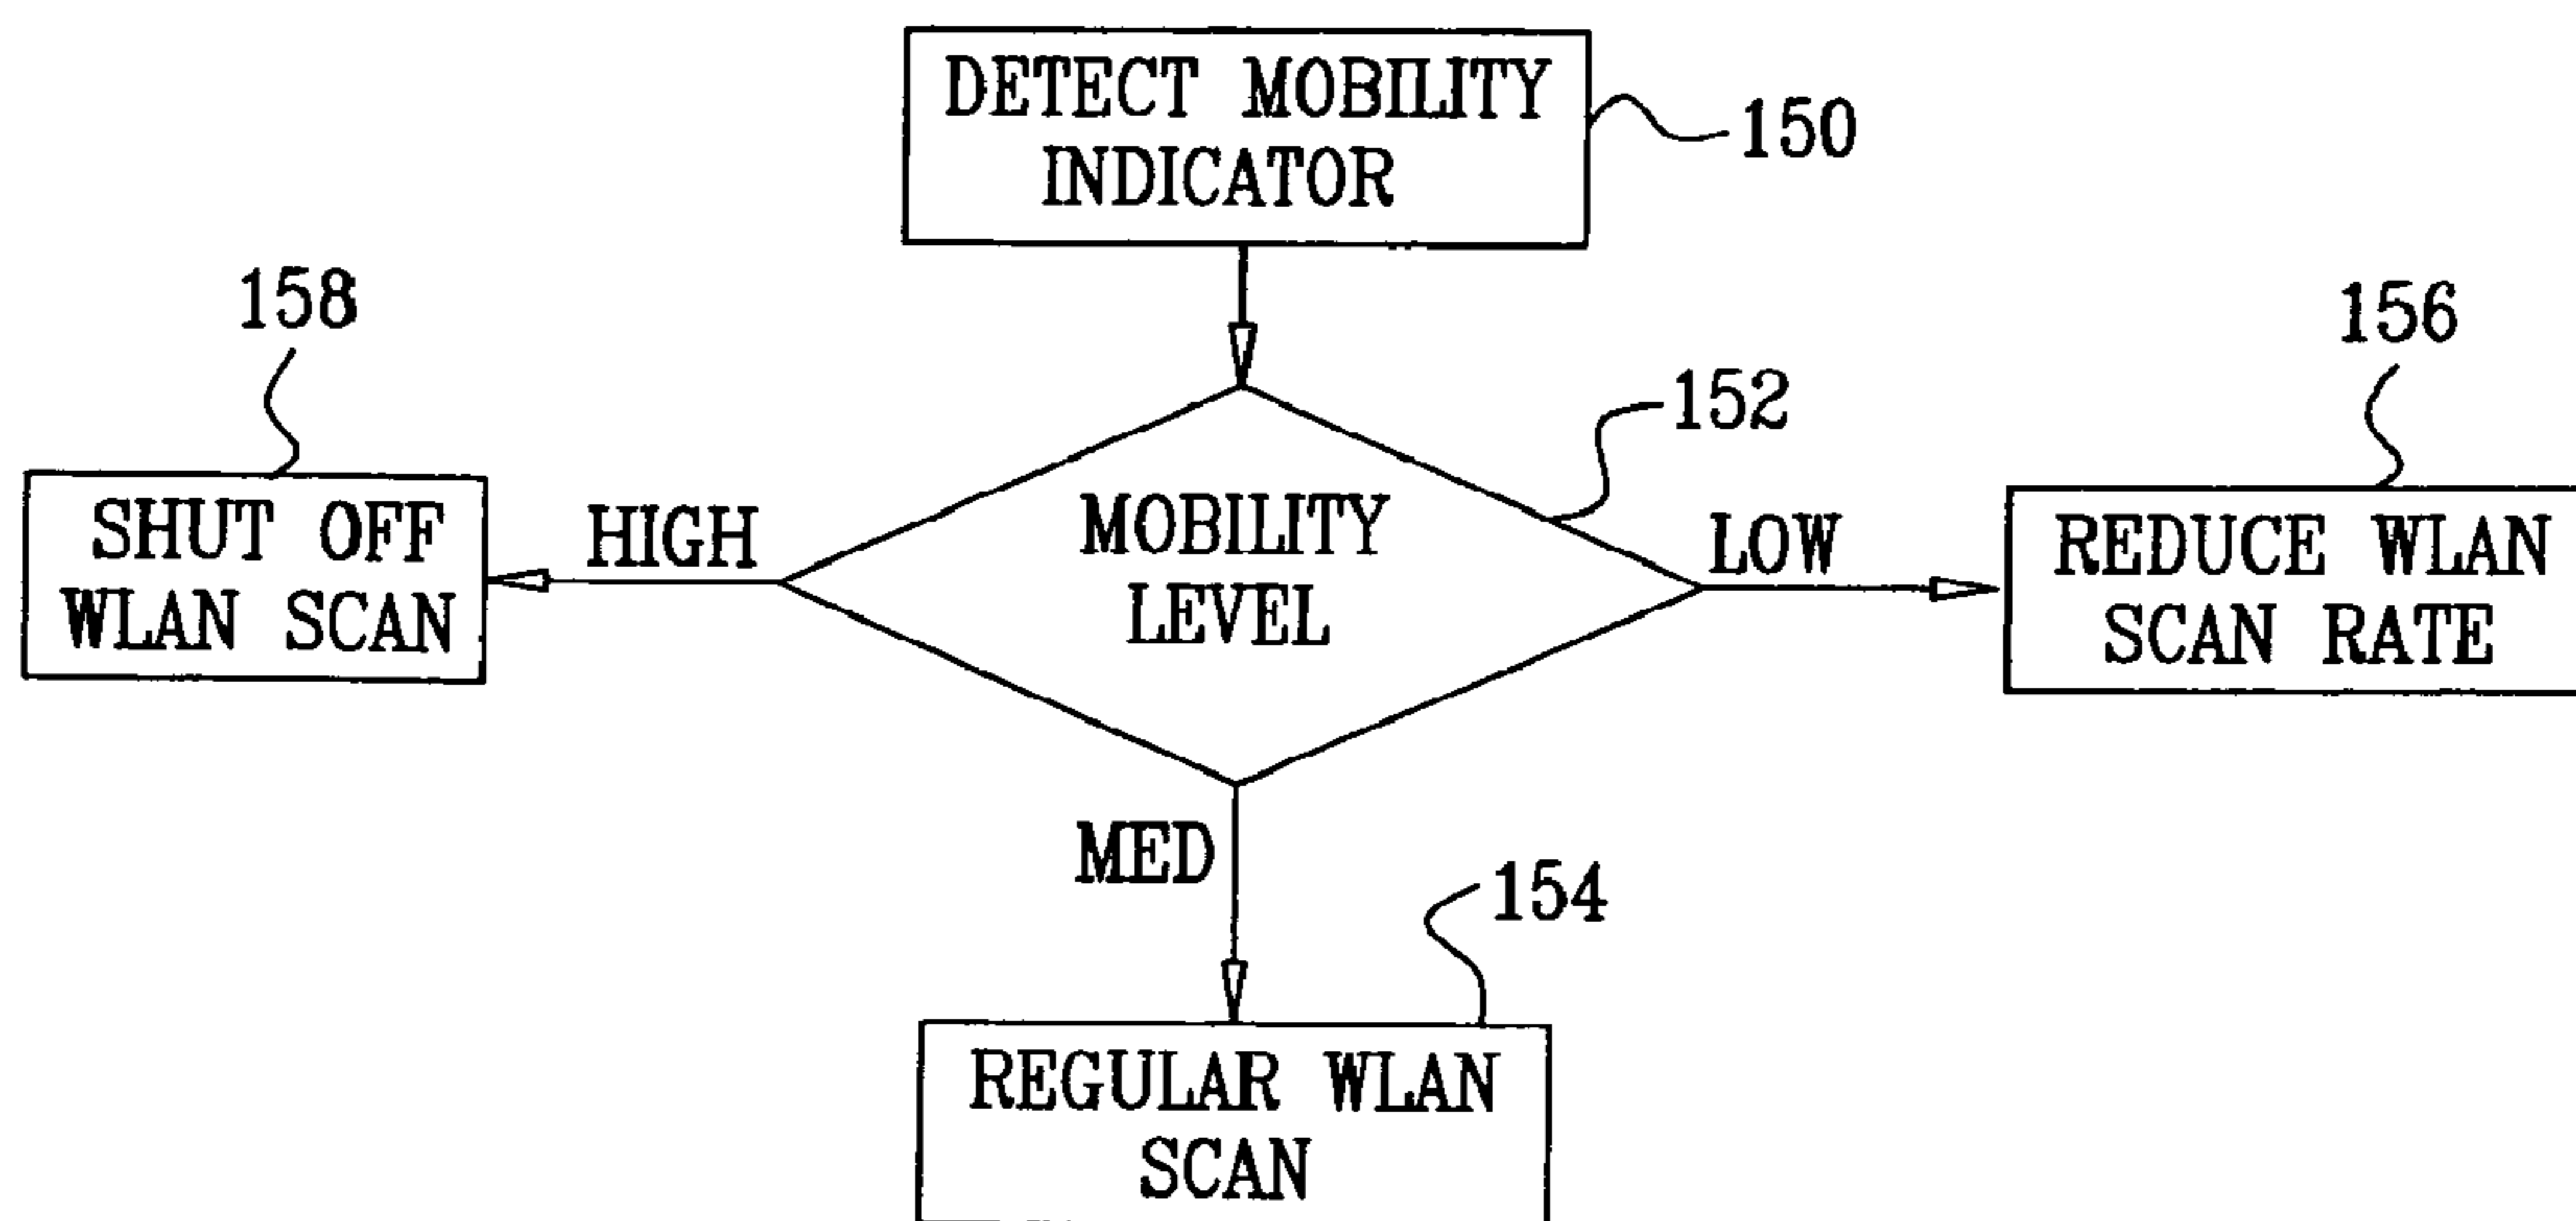 DETECT MOBILITY
INDICATOR
150
158
156
152
SHUT OFF
WLAN SCAN
HIGH
MOBILITY
LEVEL
LOW
REDUCE WLAN
SCAN RATE
MED
154
REGULAR WLAN
SCAN